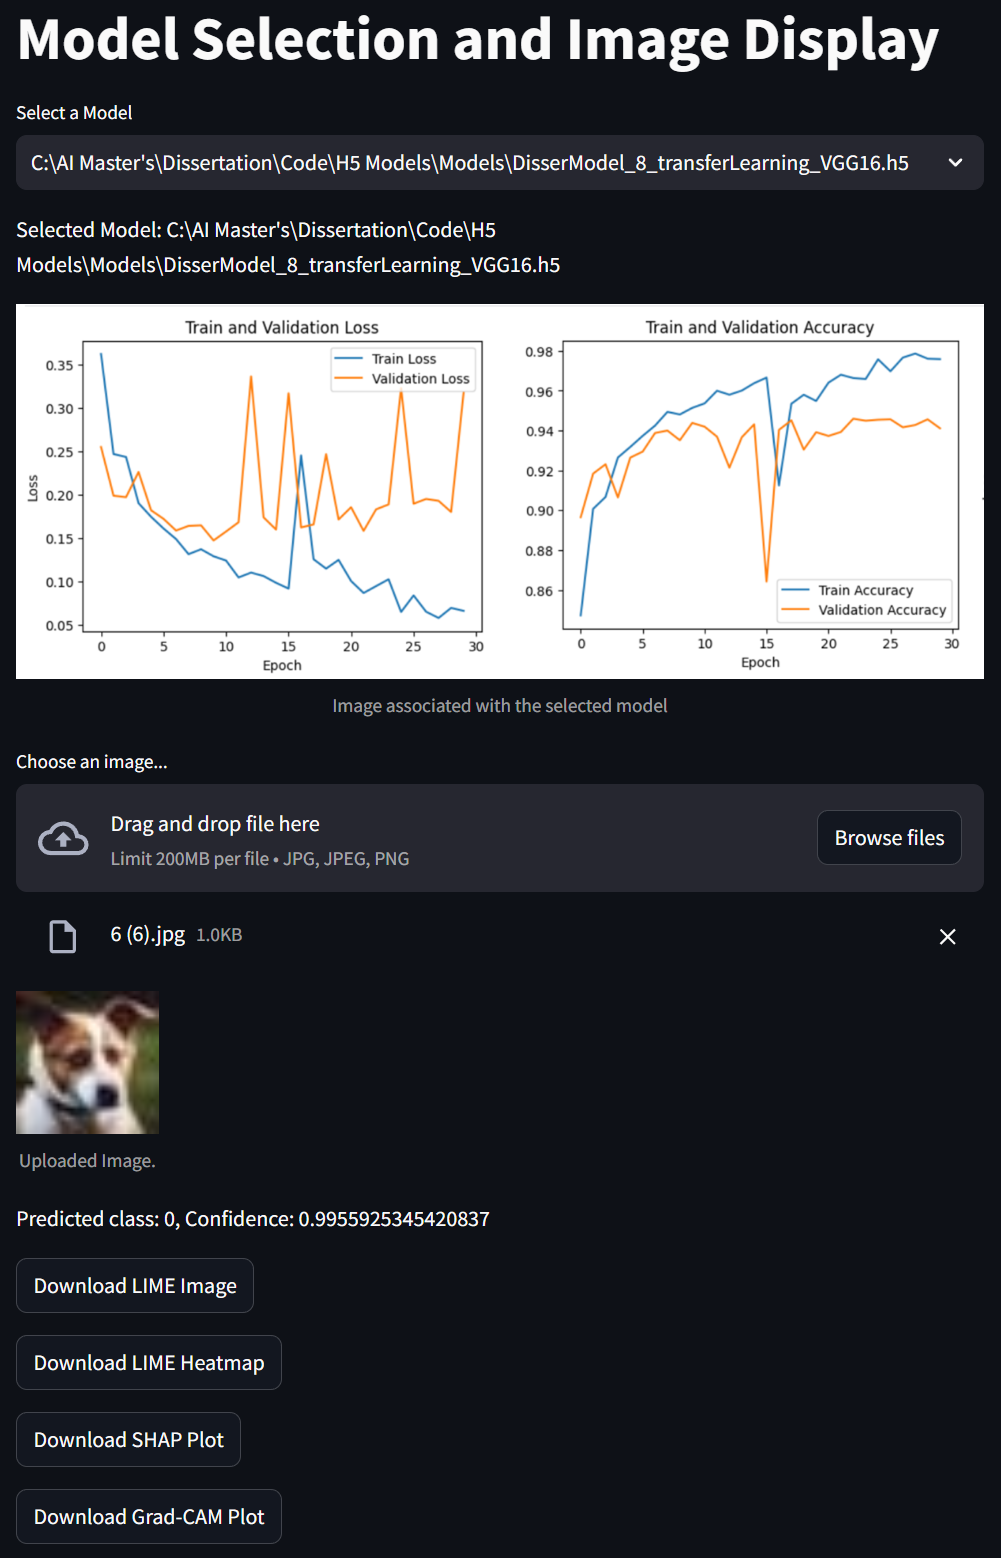 Model Selection and Image Display
Select a Model
C:\AI Master's\Dissertation\Code\H5 Models\Models\DisserModel_8_transferLearning_VGG16.h5
Selected Model: C:\AI Master's\Dissertation\Code\H5
Models\Models\DisserModel_8_transferLearning_VGG16.h5
Train and Validation Loss
Train Loss
Validation Loss
0.35
0.30
0.25
0.20
0.15
0.10
0.05
Loss
0 5 10 15 20 25 30
Epoch
Train and Validation Accuracy
0.98
0.96
0.94
0.92
0.90
0.88
0.86
Train Accuracy
Validation Accuracy
0 5 10 15 20 25 30
Epoch
Image associated with the selected model
Choose an image...
Drag and drop file here
Limit 200MB per file • JPG, JPEG, PNG
Browse files
6 (6).jpg 1.0KB
Uploaded Image.
Predicted class: 0, Confidence: 0.9955925345420837
Download LIME Image
Download LIME Heatmap
Download SHAP Plot
Download Grad-CAM Plot